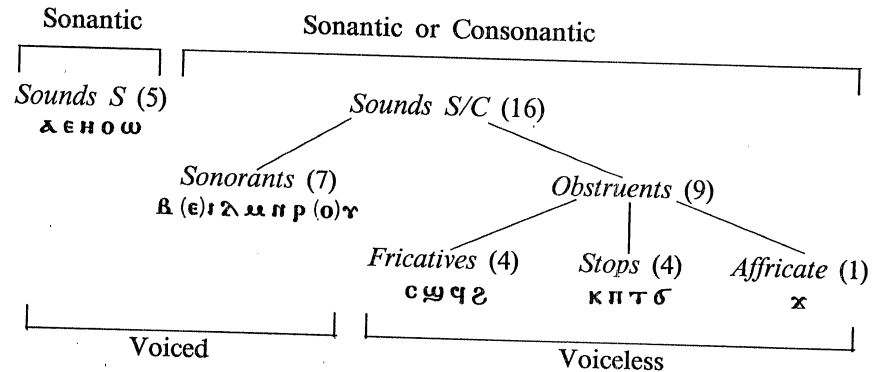 Sonantic
Sonantic or Consonantic
Sounds S (5)
ⲁ ⲉ ⲏ ⲟ ⲱ
Sounds S/C (16)
Sonorants (7)
ⲃ (ⲉ)ⲓ ⲗ ⲙ ⲛ ⲣ (ⲟ)ⲩ
Obstruents (9)
Fricatives (4)
ⲥ ϣ ϥ ϩ
Stops (4)
ⲕ ⲡ ⲧ ϭ
Affricate (1)
ϫ
Voiced
Voiceless